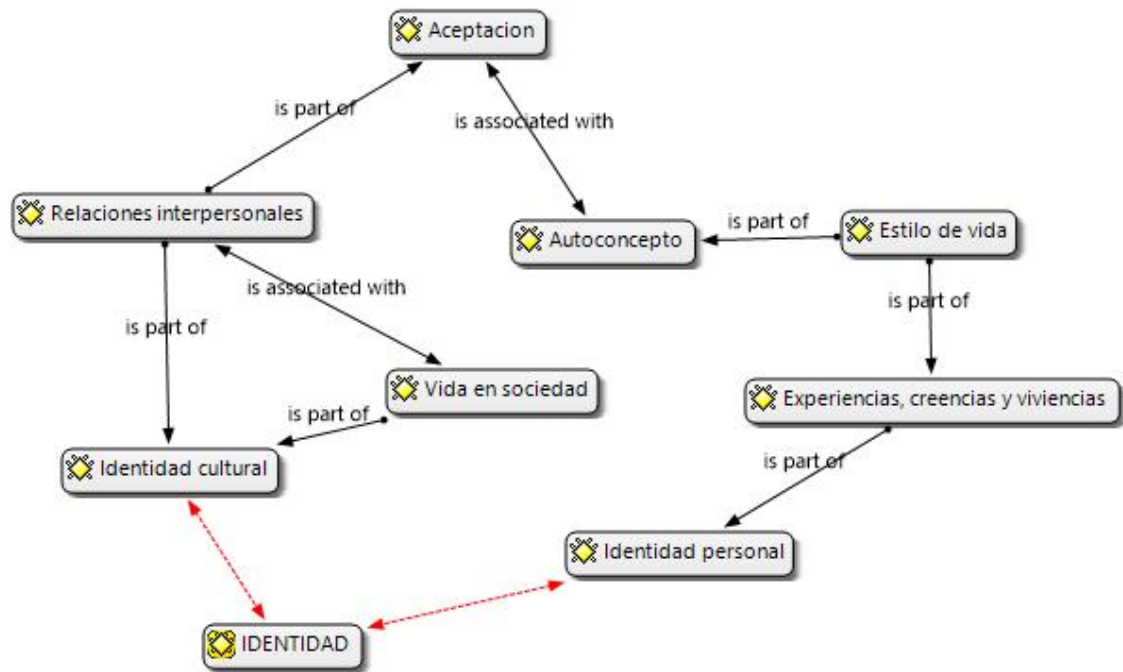 Aceptacion
is part of
is associated with
Relaciones interpersonales
is part of
Estilo de vida
Autoconcepto
is associated with
is part of
is part of
Vida en sociedad
Experiencias, creencias y viviencias
is part of
Identidad cultural
is part of
Identidad personal
IDENTIDAD